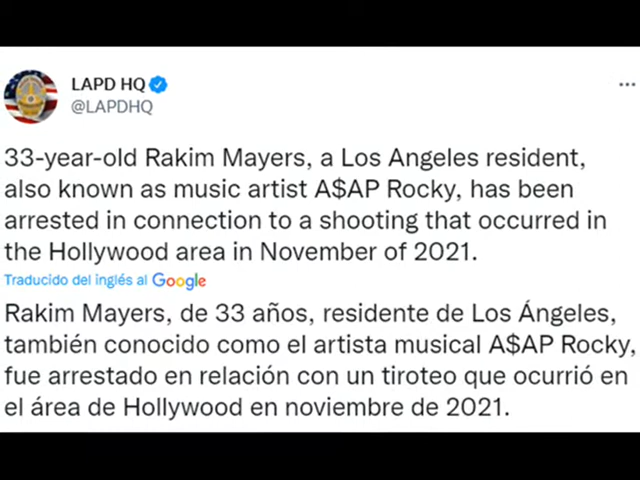 LAPD HQ
@LAPDHQ
33-year-old Rakim Mayers, a Los Angeles resident,
also known as music artist A$AP Rocky, has been
arrested in connection to a shooting that occurred in
the Hollywood area in November of 2021.
Traducido del inglés al Google
Rakim Mayers, de 33 años, residente de Los Ángeles,
también conocido como el artista musical A$AP Rocky,
fue arrestado en relación con un tiroteo que ocurrió en
el área de Hollywood en noviembre de 2021.